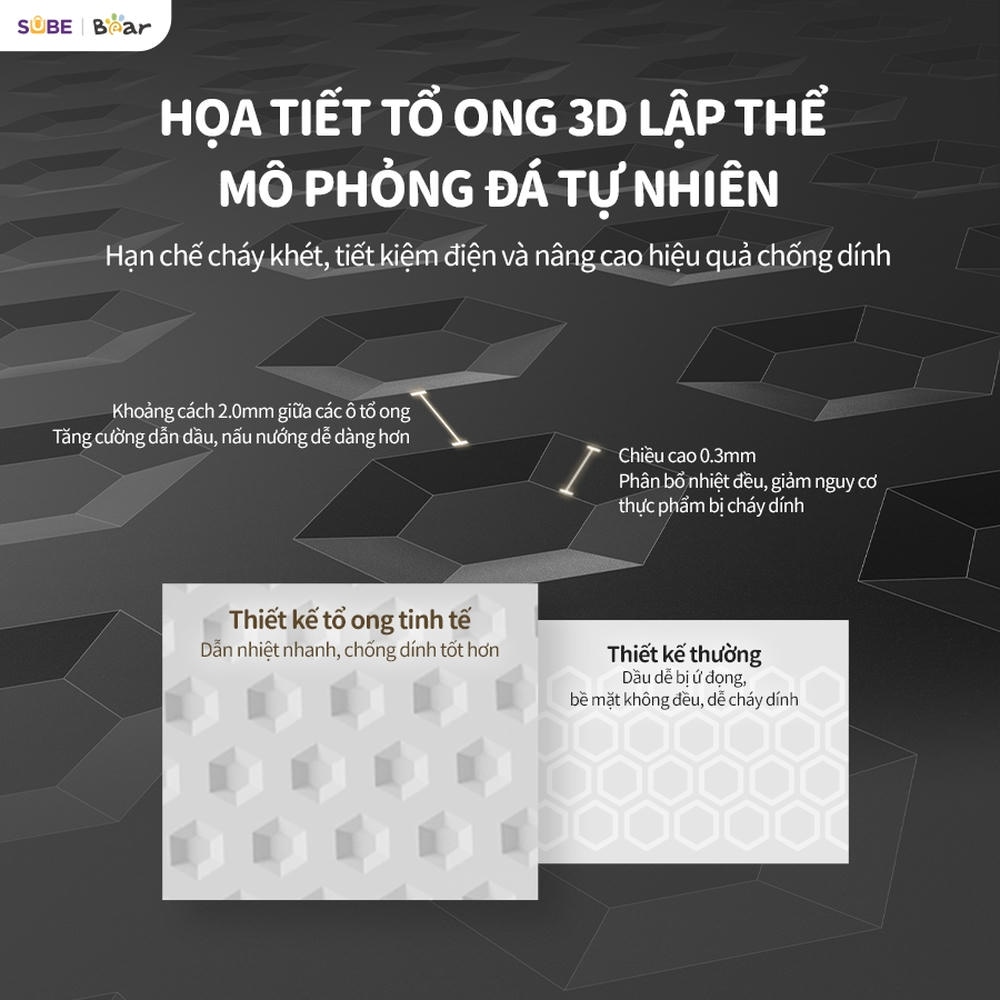 SUBE | Bear
HỌA TIẾT TỔ ONG 3D LẬP THỂ
MÔ PHỎNG ĐÁ TỰ NHIÊN
Hạn chế cháy khét, tiết kiệm điện và nâng cao hiệu quả chống dính
Khoảng cách 2.0mm giữa các ô tổ ong
Tăng cường dẫn dầu, nấu nướng dễ dàng hơn
Chiều cao 0.3mm
Phân bổ nhiệt đều, giảm nguy cơ
thực phẩm bị cháy dính
Thiết kế tổ ong tinh tế
Dẫn nhiệt nhanh, chống dính tốt hơn
Thiết kế thường
Dầu dễ bị ứ đọng,
bề mặt không đều, dễ cháy dính